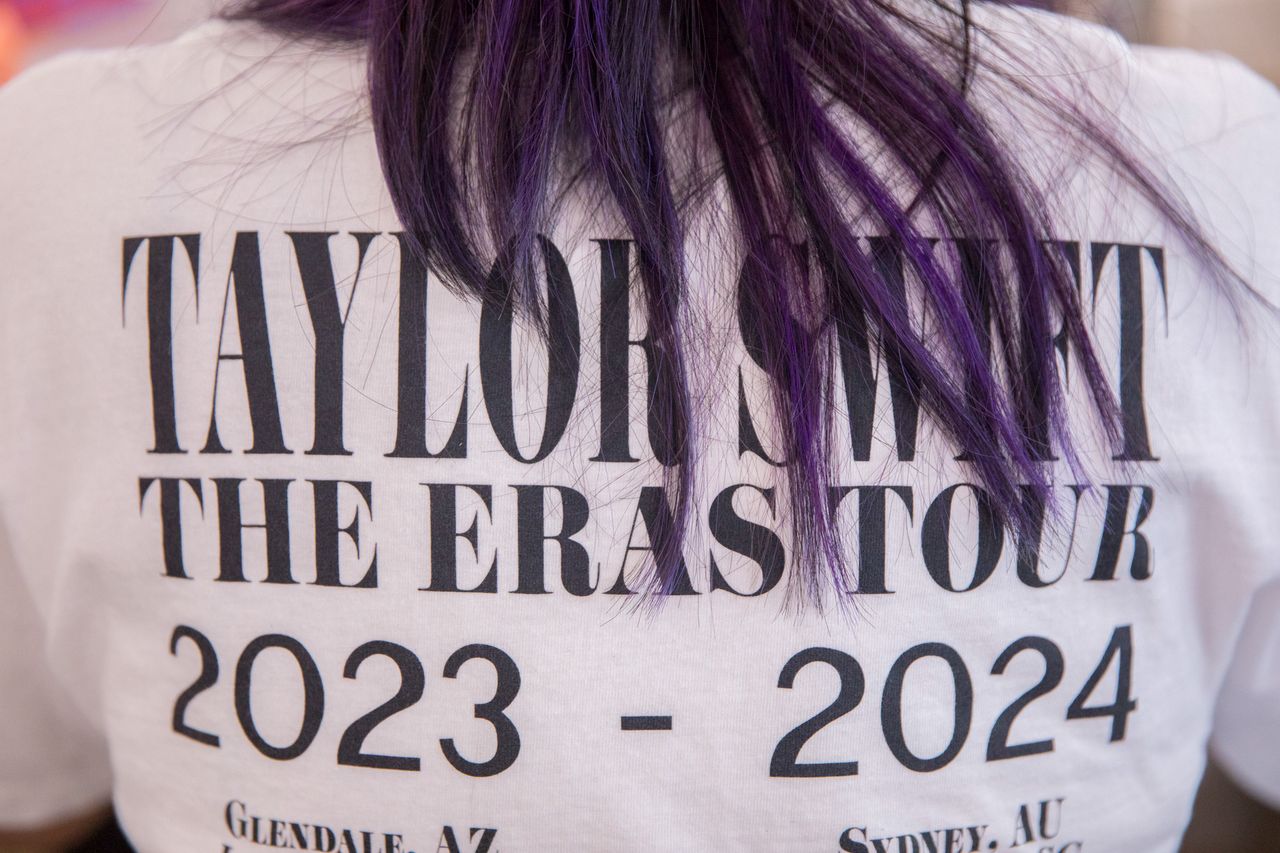 TAYLOR SWIFT
THE ERAS TOUR
2023 - 2024
GLENDALE, AZ SYDNEY, AU